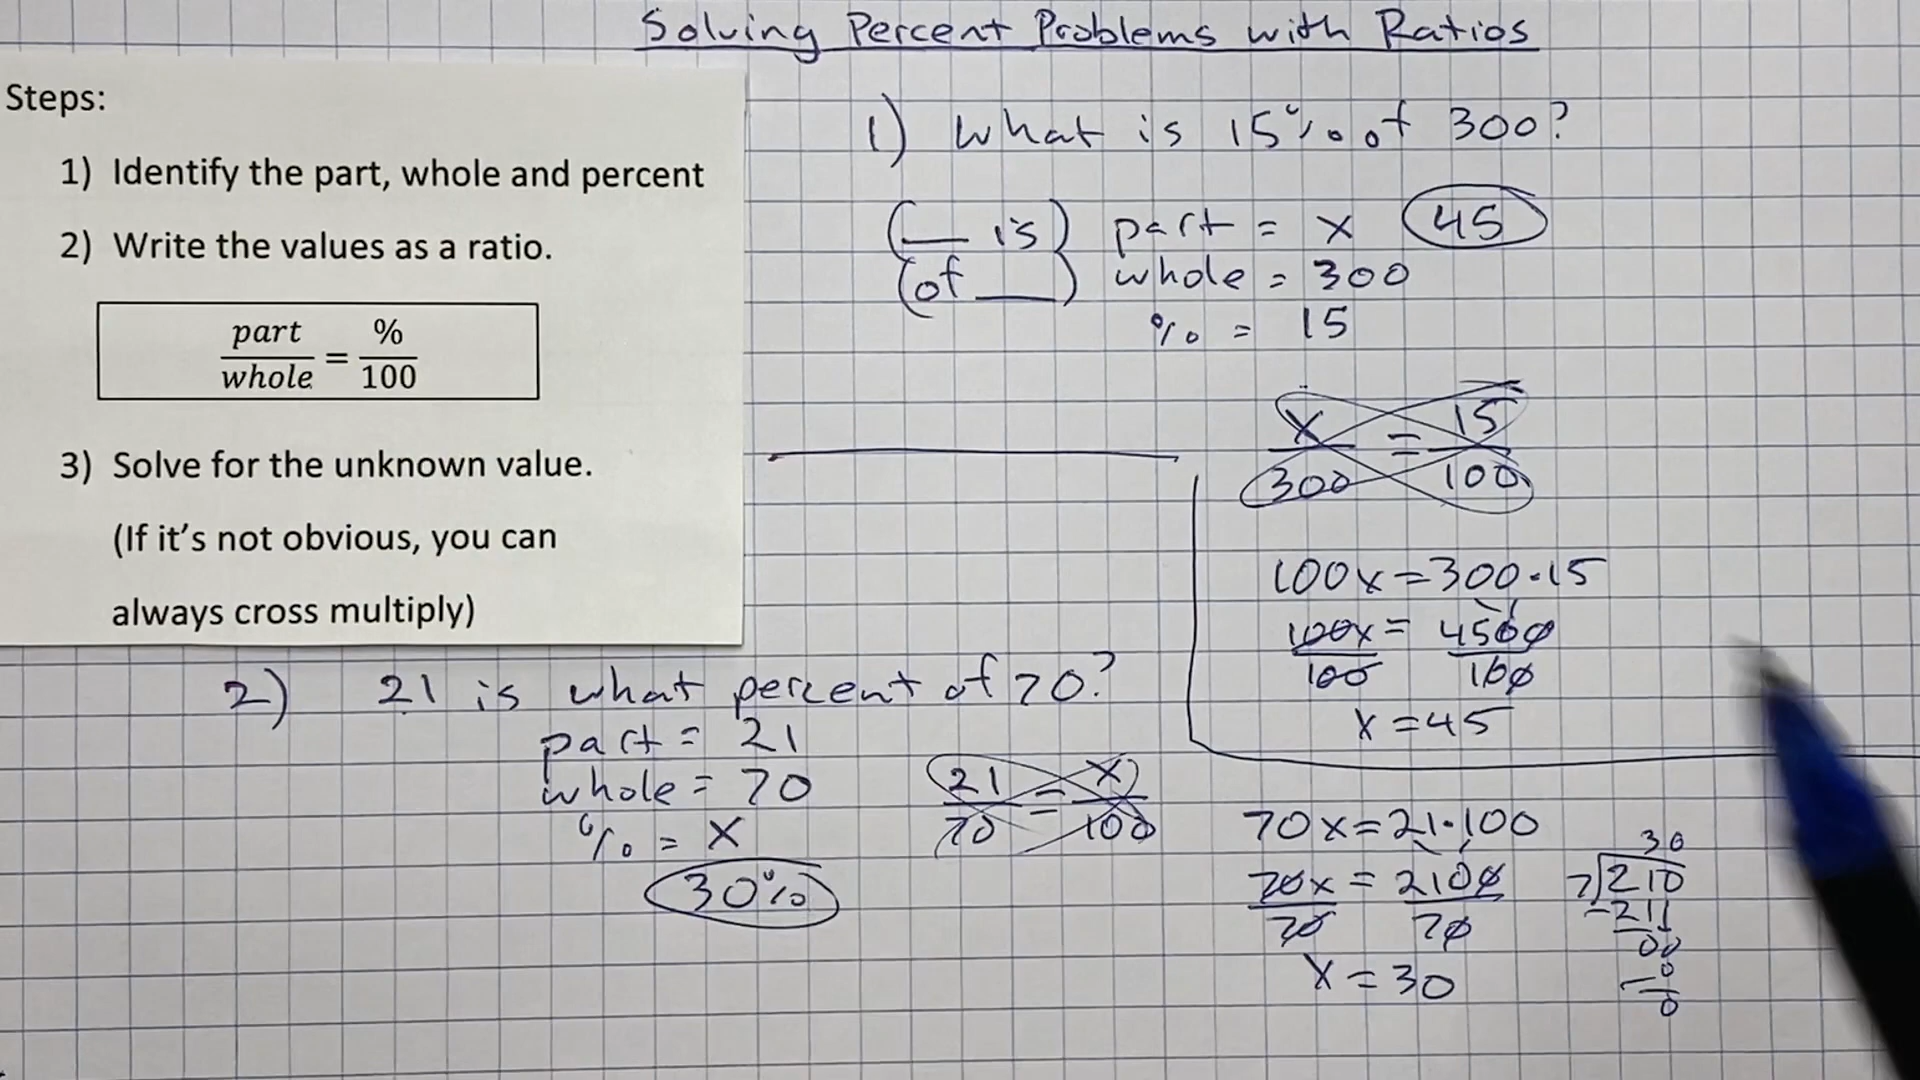 Solving Percent Problems with Ratios
Steps:
1) Identify the part, whole and percent
2) Write the values as a ratio.
part/whole = %/100
3) Solve for the unknown value.
(If it's not obvious, you can
always cross multiply)
1) What is 15% of 300?
(__ is) part = x 45
(of __) whole = 300
% = 15
x/300 = 15/100
100x = 300·15
100x/100 = 4500/100
x = 45
2) 21 is what percent of 70?
part = 21
whole = 70
% = x
30%
21/70 = x/100
70x = 21·100
70x/70 = 2100/70
x = 30
30
7)210
-21
00
-0
0